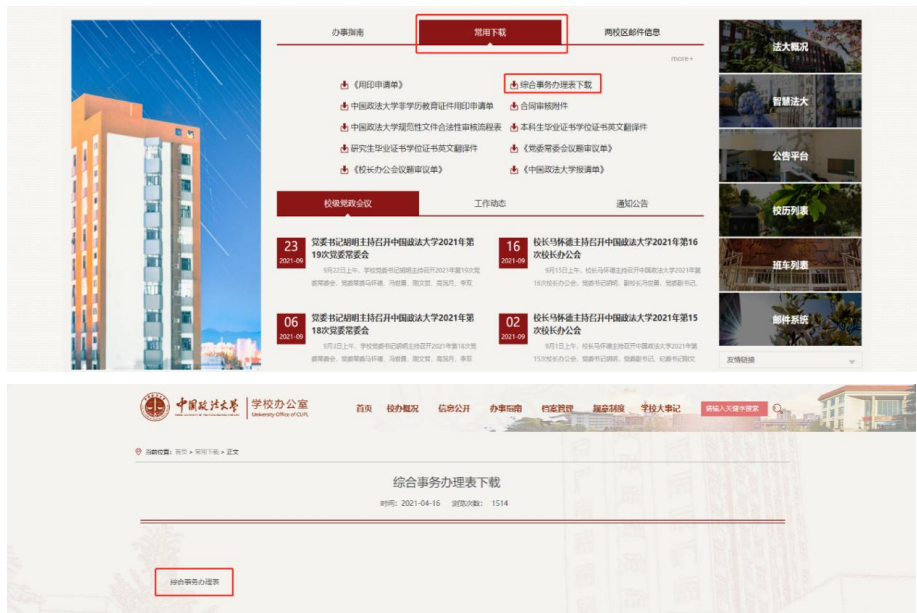 办事指南
常用下载
两校区邮件信息
more+
《用印申请单》
综合事务办理表下载
中国政法大学非学历教育证件用印申请单
合同审核附件
中国政法大学规范性文件合法性审核流程表
本科生毕业证书学位证书英文翻译件
研究生毕业证书学位证书英文翻译件
《党委常委会议题审议单》
《校长办公会议题审议单》
《中国政法大学报请单》
校级党政会议
工作动态
通知公告
23
2021-09
党委书记胡明主持召开中国政法大学2021年第
19次党委常委会
16
2021-09
校长马怀德主持召开中国政法大学2021年第16
次校长办公会
06
2021-09
党委书记胡明主持召开中国政法大学2021年第
18次党委常委会
02
2021-09
校长马怀德主持召开中国政法大学2021年第15
次校长办公会
法大概况
智慧法大
公告平台
校历列表
班车列表
邮件系统
友情链接
中国政法大学
学校办公室
University Office of CUPL
首页 校办概况 信息公开 办事指南 档案管理 规章制度 学校大事记
请输入关键字搜索
当前位置: 首页 > 常用下载 > 正文
综合事务办理表下载
时间: 2021-04-16 浏览次数: 1514
综合事务办理表